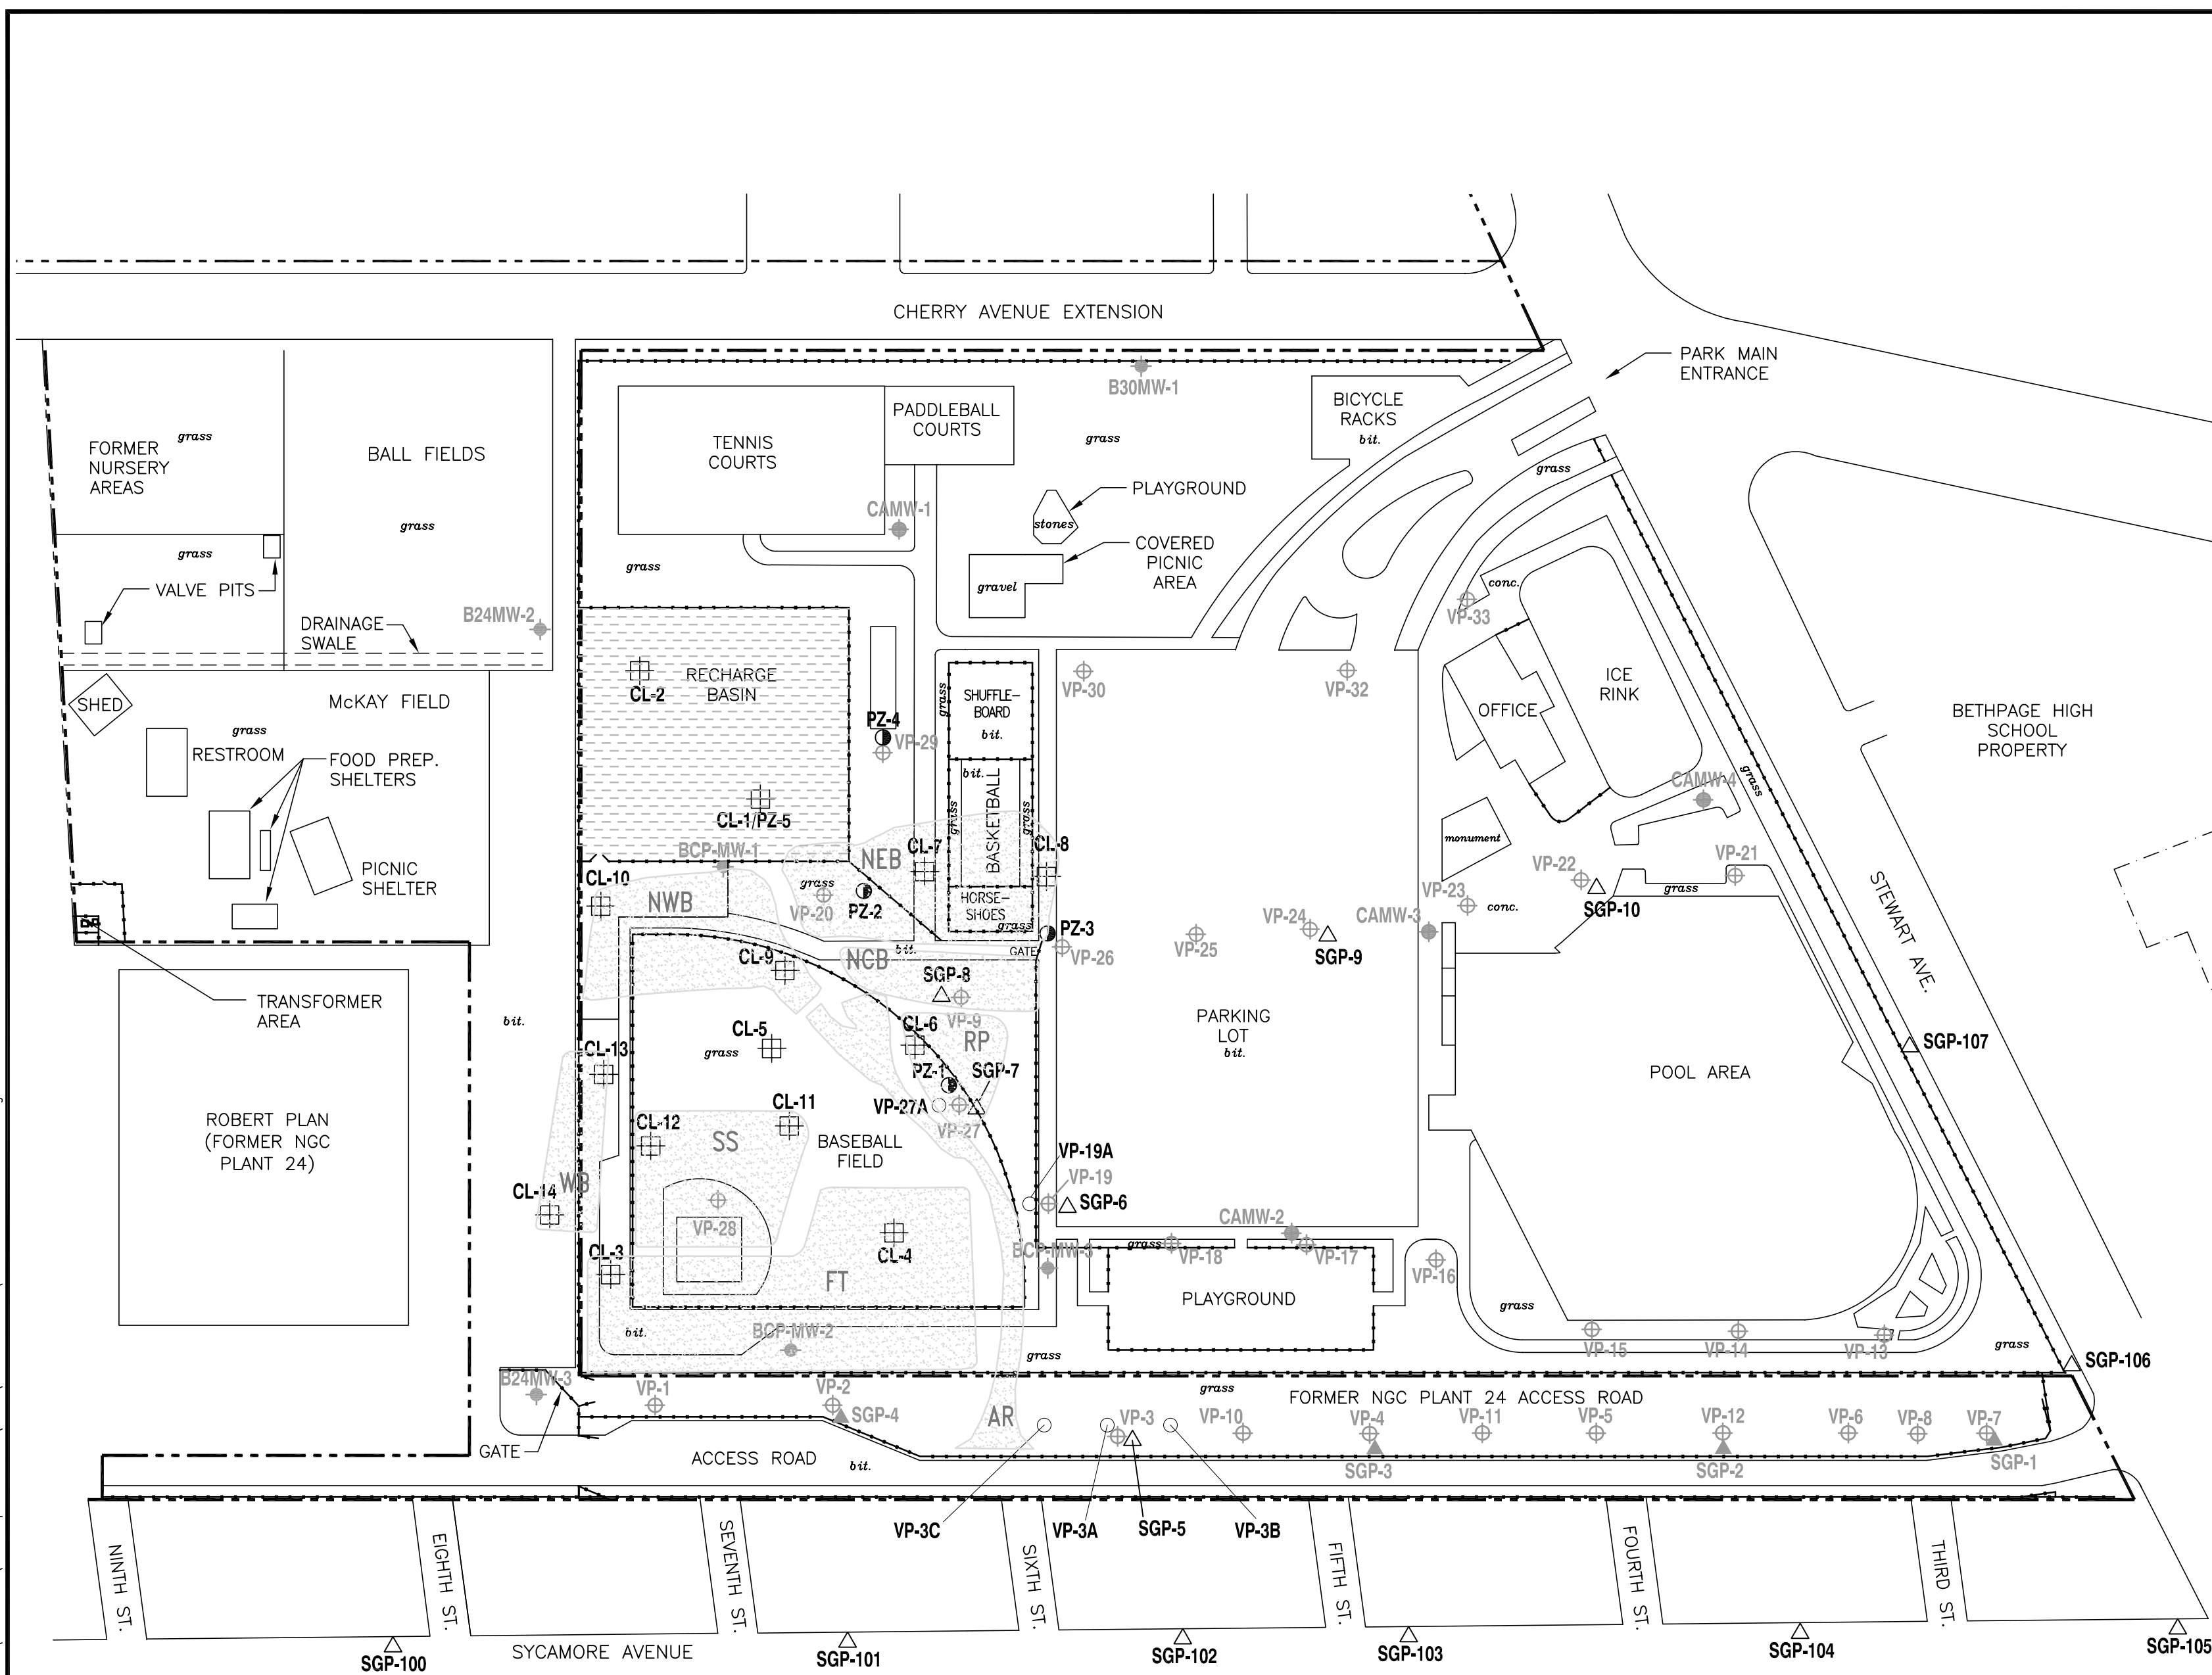 CHERRY AVENUE EXTENSION
PARK MAIN
ENTRANCE
B30MW-1
FORMER
NURSERY
AREAS
grass
BALL FIELDS
grass
TENNIS
COURTS
PADDLEBALL
COURTS
grass
BICYCLE
RACKS
bit.
grass
PLAYGROUND
stones
CAMW-1
COVERED
PICNIC
AREA
gravel
grass
grass
VALVE PITS
DRAINAGE
SWALE
B24MW-2
conc.
VP-33
SHED
McKAY FIELD
grass
RESTROOM
FOOD PREP.
SHELTERS
PICNIC
SHELTER
RECHARGE
BASIN
CL-2
PZ-4
VP-29
CL-1/PZ-5
grass
SHUFFLE-
BOARD
bit.
VP-30
VP-32
OFFICE
ICE
RINK
BETHPAGE HIGH
SCHOOL
PROPERTY
bit.
BASKETBALL
grass
grass
grass
CAMW-4
monument
BCP-MW-1
NEB
CL-7
CL-8
CL-10
NWB
grass
VP-20
PZ-2
HORSE-
SHOES
grass
PZ-3
VP-26
GATE
VP-25
VP-24
SGP-9
CAMW-3
VP-23
conc.
VP-22
SGP-10
VP-21
grass
STEWART AVE.
TRANSFORMER
AREA
bit.
CL-9
NCB
bit.
SGP-8
VP-9
CL-5
grass
CL-6
RP
PZ-1
SGP-7
VP-27A
VP-27
PARKING
LOT
bit.
POOL AREA
SGP-107
CL-13
ROBERT PLAN
(FORMER NGC
PLANT 24)
CL-12
CL-11
SS
BASEBALL
FIELD
VP-19A
VP-19
SGP-6
WB
CL-14
VP-28
CL-3
CL-4
FT
BCP-MW-3
CAMW-2
grass
VP-18
VP-17
VP-16
PLAYGROUND
grass
bit.
BCP-MW-2
grass
VP-15
VP-14
VP-13
grass
SGP-106
B24MW-3
VP-1
VP-2
SGP-4
grass
FORMER NGC PLANT 24 ACCESS ROAD
AR
VP-3
VP-10
VP-4
VP-11
VP-5
VP-12
VP-6
VP-8
VP-7
GATE
ACCESS ROAD
bit.
SGP-3
SGP-2
SGP-1
VP-3C
VP-3A
SGP-5
VP-3B
NINTH ST.
EIGHTH ST.
SEVENTH ST.
SIXTH ST.
FIFTH ST.
FOURTH ST.
THIRD ST.
SYCAMORE AVENUE
SGP-100
SGP-101
SGP-102
SGP-103
SGP-104
SGP-105